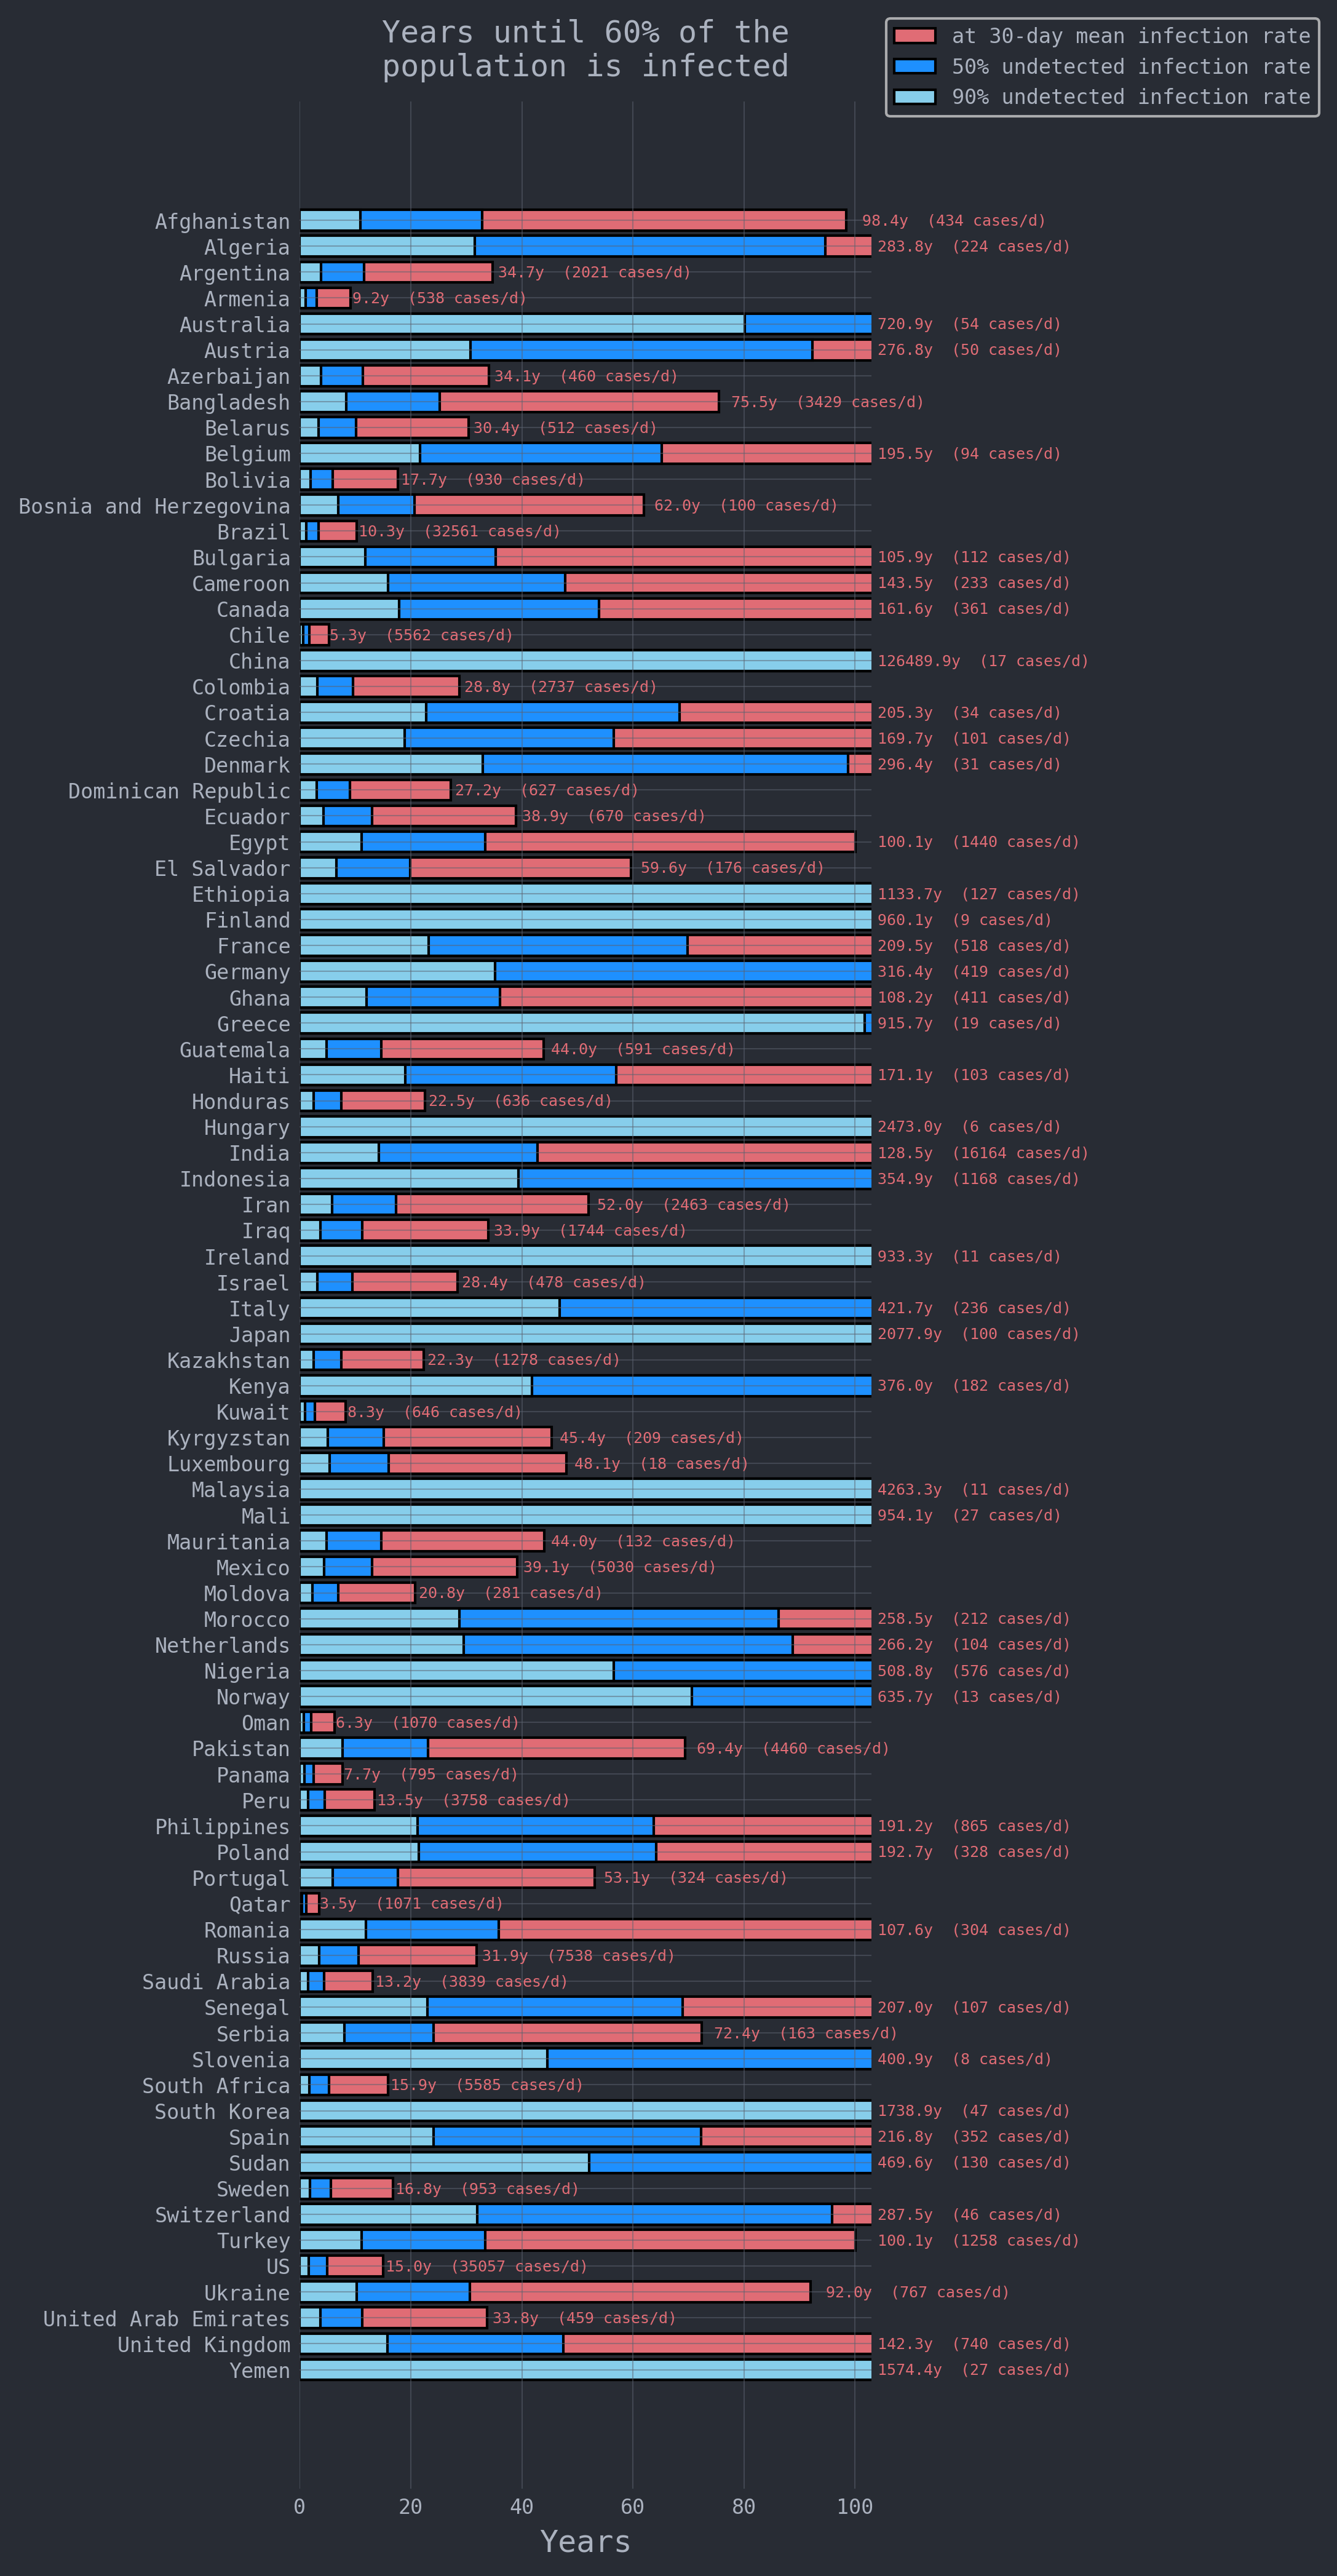 Years until 60% of the
population is infected
at 30-day mean infection rate
50% undetected infection rate
90% undetected infection rate
Afghanistan 98.4y (434 cases/d)
Algeria 283.8y (224 cases/d)
Argentina 34.7y (2021 cases/d)
Armenia 9.2y (538 cases/d)
Australia 720.9y (54 cases/d)
Austria 276.8y (50 cases/d)
Azerbaijan 34.1y (460 cases/d)
Bangladesh 75.5y (3429 cases/d)
Belarus 30.4y (512 cases/d)
Belgium 195.5y (94 cases/d)
Bolivia 17.7y (930 cases/d)
Bosnia and Herzegovina 62.0y (100 cases/d)
Brazil 10.3y (32561 cases/d)
Bulgaria 105.9y (112 cases/d)
Cameroon 143.5y (233 cases/d)
Canada 161.6y (361 cases/d)
Chile 5.3y (5562 cases/d)
China 126489.9y (17 cases/d)
Colombia 28.8y (2737 cases/d)
Croatia 205.3y (34 cases/d)
Czechia 169.7y (101 cases/d)
Denmark 296.4y (31 cases/d)
Dominican Republic 27.2y (627 cases/d)
Ecuador 38.9y (670 cases/d)
Egypt 100.1y (1440 cases/d)
El Salvador 59.6y (176 cases/d)
Ethiopia 1133.7y (127 cases/d)
Finland 960.1y (9 cases/d)
France 209.5y (518 cases/d)
Germany 316.4y (419 cases/d)
Ghana 108.2y (411 cases/d)
Greece 915.7y (19 cases/d)
Guatemala 44.0y (591 cases/d)
Haiti 171.1y (103 cases/d)
Honduras 22.5y (636 cases/d)
Hungary 2473.0y (6 cases/d)
India 128.5y (16164 cases/d)
Indonesia 354.9y (1168 cases/d)
Iran 52.0y (2463 cases/d)
Iraq 33.9y (1744 cases/d)
Ireland 933.3y (11 cases/d)
Israel 28.4y (478 cases/d)
Italy 421.7y (236 cases/d)
Japan 2077.9y (100 cases/d)
Kazakhstan 22.3y (1278 cases/d)
Kenya 376.0y (182 cases/d)
Kuwait 8.3y (646 cases/d)
Kyrgyzstan 45.4y (209 cases/d)
Luxembourg 48.1y (18 cases/d)
Malaysia 4263.3y (11 cases/d)
Mali 954.1y (27 cases/d)
Mauritania 44.0y (132 cases/d)
Mexico 39.1y (5030 cases/d)
Moldova 20.8y (281 cases/d)
Morocco 258.5y (212 cases/d)
Netherlands 266.2y (104 cases/d)
Nigeria 508.8y (576 cases/d)
Norway 635.7y (13 cases/d)
Oman 6.3y (1070 cases/d)
Pakistan 69.4y (4460 cases/d)
Panama 7.7y (795 cases/d)
Peru 13.5y (3758 cases/d)
Philippines 191.2y (865 cases/d)
Poland 192.7y (328 cases/d)
Portugal 53.1y (324 cases/d)
Qatar 3.5y (1071 cases/d)
Romania 107.6y (304 cases/d)
Russia 31.9y (7538 cases/d)
Saudi Arabia 13.2y (3839 cases/d)
Senegal 207.0y (107 cases/d)
Serbia 72.4y (163 cases/d)
Slovenia 400.9y (8 cases/d)
South Africa 15.9y (5585 cases/d)
South Korea 1738.9y (47 cases/d)
Spain 216.8y (352 cases/d)
Sudan 469.6y (130 cases/d)
Sweden 16.8y (953 cases/d)
Switzerland 287.5y (46 cases/d)
Turkey 100.1y (1258 cases/d)
US 15.0y (35057 cases/d)
Ukraine 92.0y (767 cases/d)
United Arab Emirates 33.8y (459 cases/d)
United Kingdom 142.3y (740 cases/d)
Yemen 1574.4y (27 cases/d)
0 20 40 60 80 100
Years